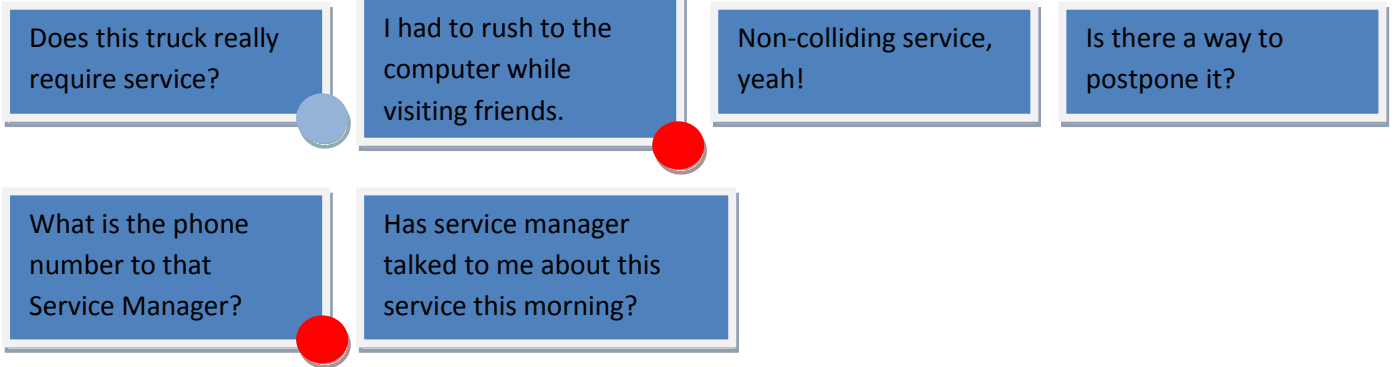 Does this truck really
require service?
I had to rush to the
computer while
visiting friends.
Non-colliding service,
yeah!
Is there a way to
postpone it?
What is the phone
number to that
Service Manager?
Has service manager
talked to me about this
service this morning?